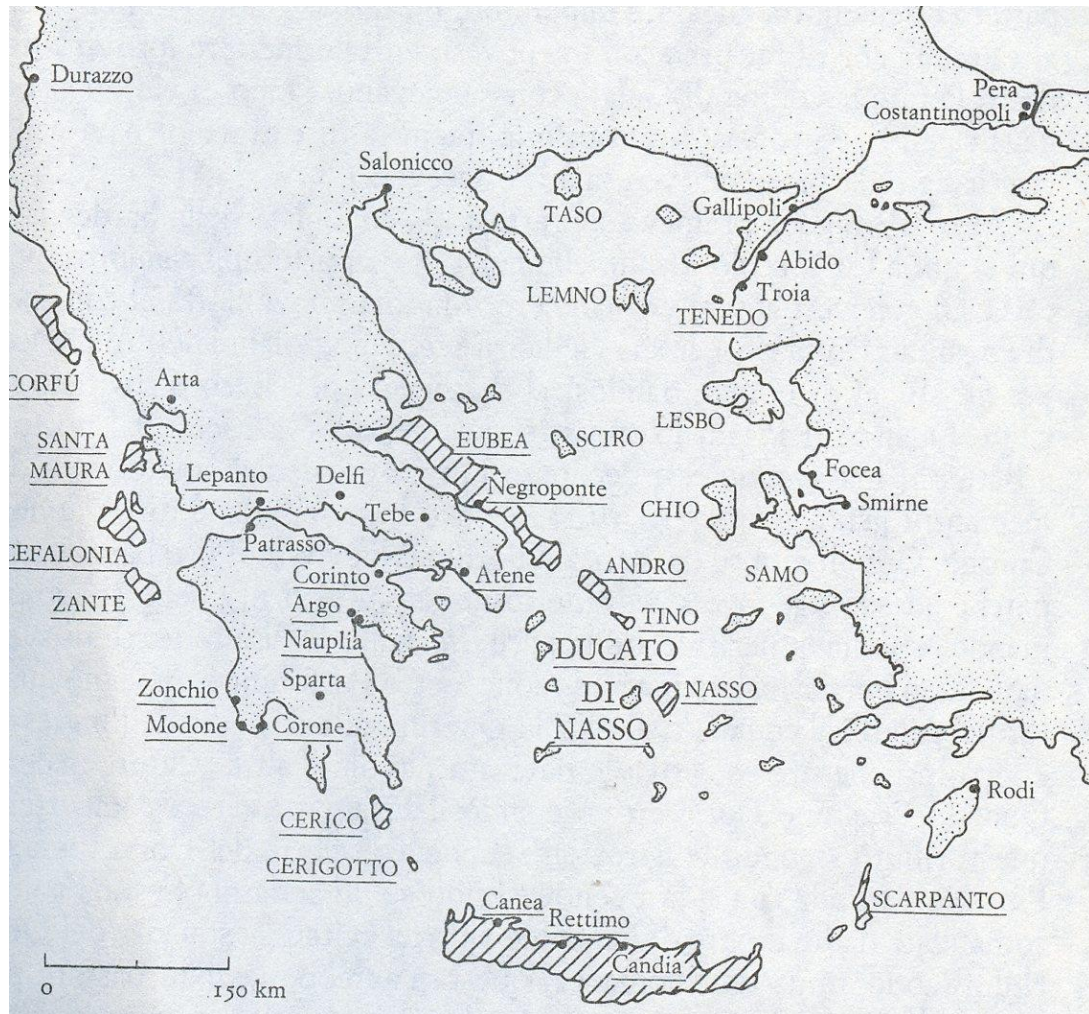 Durazzo
Pera
Costantinopoli
Salonicco
TASO
Gallipoli
Abido
LEMNO
Troia
TENEDO
CORFÚ
Arta
LESBO
SANTA
MAURA
EUBEA
SCIRO
Lepanto
Delfi
Negroponte
Focea
Tebe
CHIO
Smirne
Patrasso
CEFALONIA
Corinto
Atene
ANDRO
SAMO
ZANTE
Argo
TINO
Nauplia
DUCATO
Zonchio
Sparta
DI
NASSO
Modone
Corone
NASSO
Rodi
CERICO
CERIGOTTO
SCARPANTO
Canea
Rettimo
Candia
0
150 km